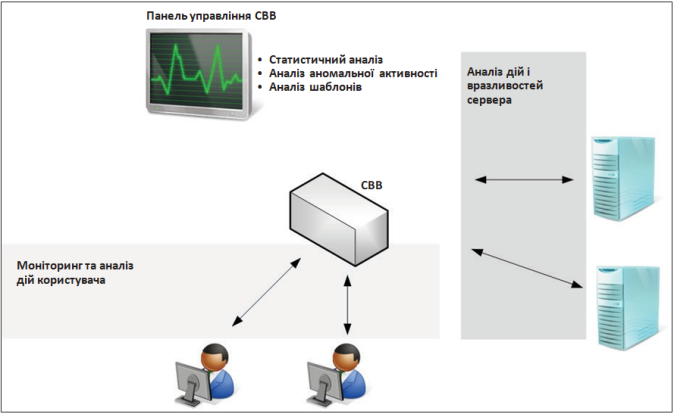 Панель управління СВВ
• Статистичний аналіз
• Аналіз аномальної активності
• Аналіз шаблонів
Аналіз дій і
вразливостей
сервера
СВВ
Моніторинг та аналіз
дій користувача